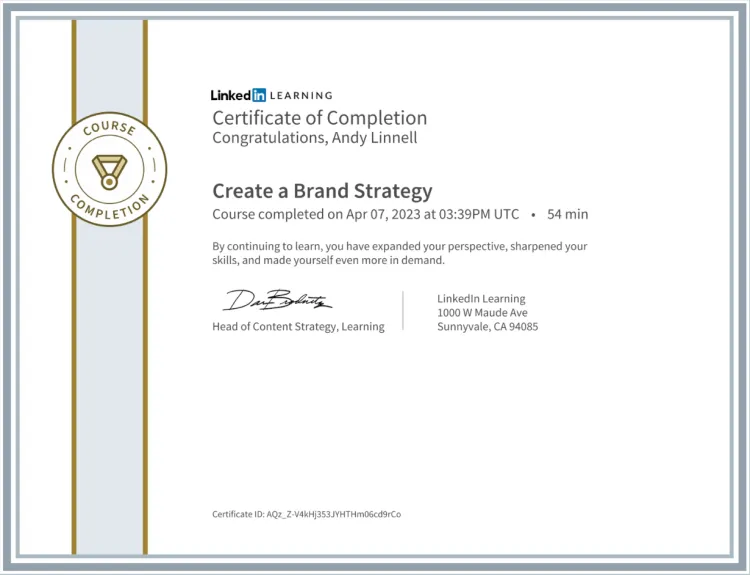 COURSE
COMPLETION
Linked in LEARNING
Certificate of Completion
Congratulations, Andy Linnell
Create a Brand Strategy
Course completed on Apr 07, 2023 at 03:39PM UTC • 54 min
By continuing to learn, you have expanded your perspective, sharpened your
skills, and made yourself even more in demand.
Head of Content Strategy, Learning
LinkedIn Learning
1000 W Maude Ave
Sunnyvale, CA 94085
Certificate ID: AQz_Z-V4kHj353JYHTHm06cd9rCo